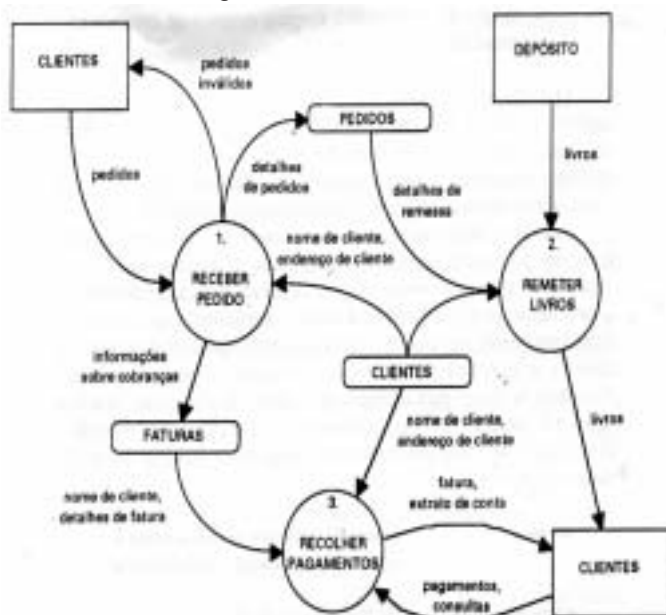 CLIENTES
pedidos
inválidos
DEPÓSITO
PEDIDOS
pedidos
detalhes
de pedidos
livros
detalhes de
remessa
nome de cliente,
endereço de cliente
1.
RECEBER
PEDIDO
2.
REMETER
LIVROS
informações
sobre cobranças
CLIENTES
FATURAS
nome de cliente,
endereço de cliente
livros
nome de cliente,
detalhes de fatura
fatura,
extrato de conta
3.
RECOLHER
PAGAMENTOS
CLIENTES
pagamentos,
consultas